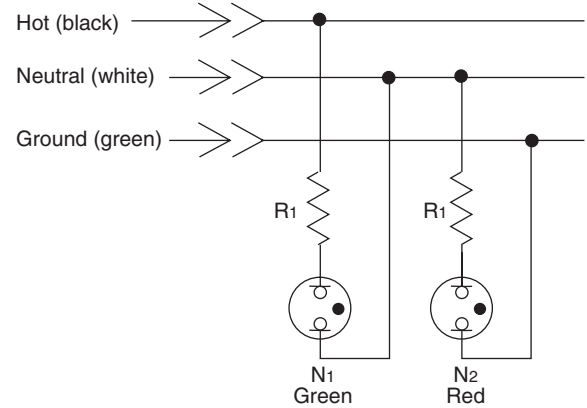 Hot (black)
Neutral (white)
Ground (green)
R1
R1
N1
Green
N2
Red